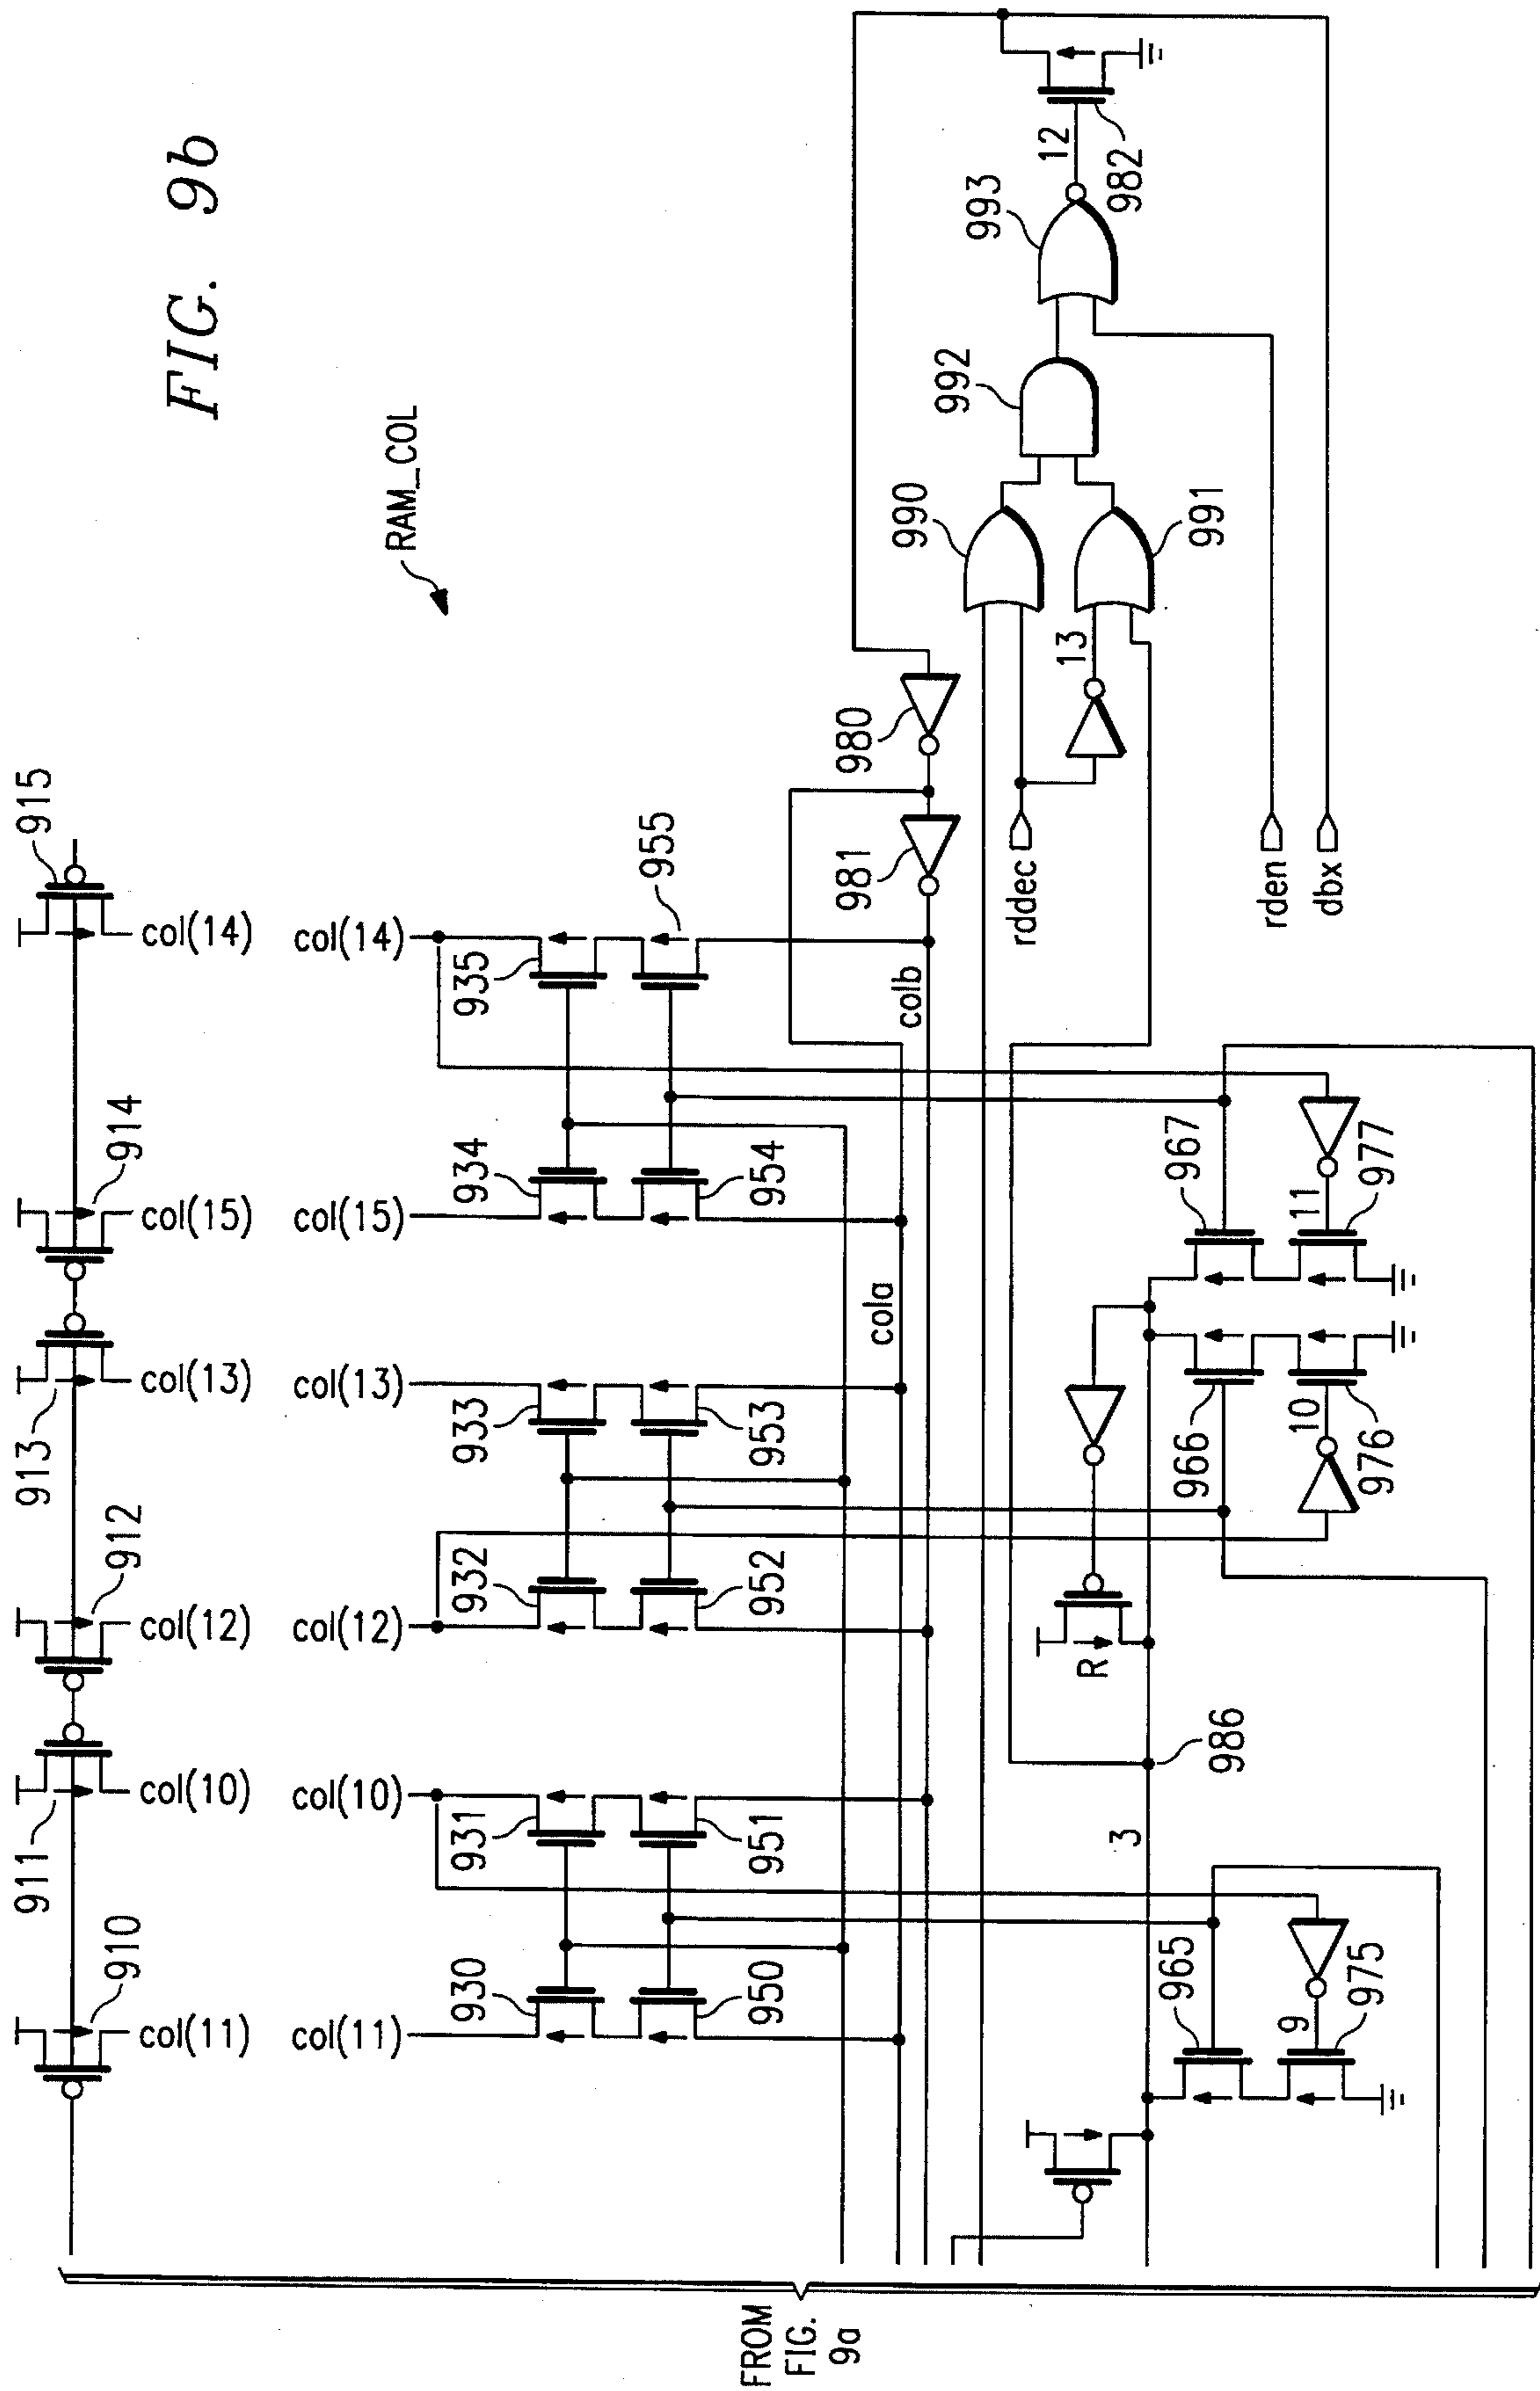 FIG. 9b
RAM_COL
910
911
912
913
914
915
col(11)
col(10)
col(12)
col(13)
col(15)
col(14)
col(11)
col(10)
col(12)
col(13)
col(15)
col(14)
930
931
932
933
934
935
950
951
952
953
954
955
cola
colb
980
981
990
991
992
993
12
982
13
rddec
rden
dbx
R
3
986
965
9
975
966
10
976
967
11
977
FROM
FIG.
9a